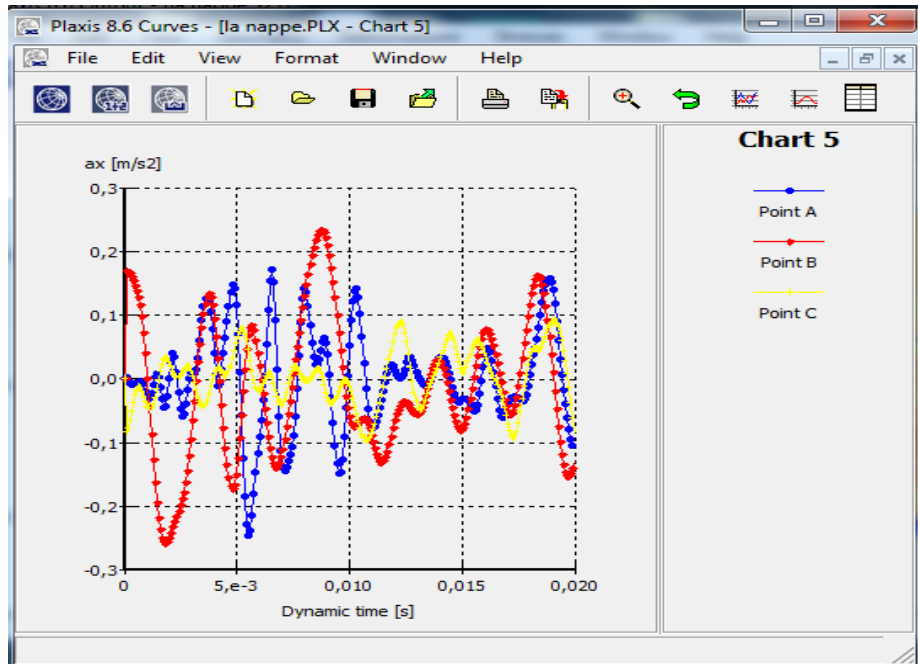 Plaxis 8.6 Curves - [la nappe.PLX - Chart 5]
File Edit View Format Window Help
Chart 5
ax [m/s2]
0,3
0,2
0,1
0,0
-0,1
-0,2
-0,3
0 5,e-3 0,010 0,015 0,020
Dynamic time [s]
Point A
Point B
Point C